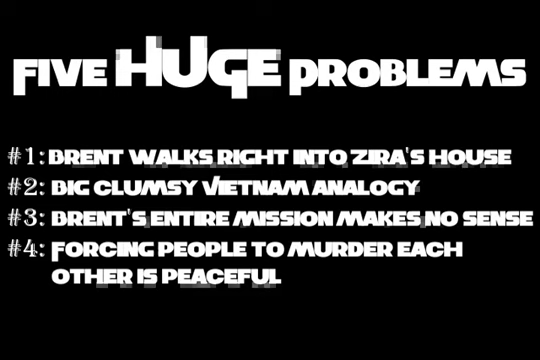 FIVE HUGE PROBLEMS
#1: BRENT WALKS RIGHT INTO ZIRA'S HOUSE
#2: BIG CLUMSY VIETNAM ANALOGY
#3: BRENT'S ENTIRE MISSION MAKES NO SENSE
#4: FORCING PEOPLE TO MURDER EACH
OTHER IS PEACEFUL